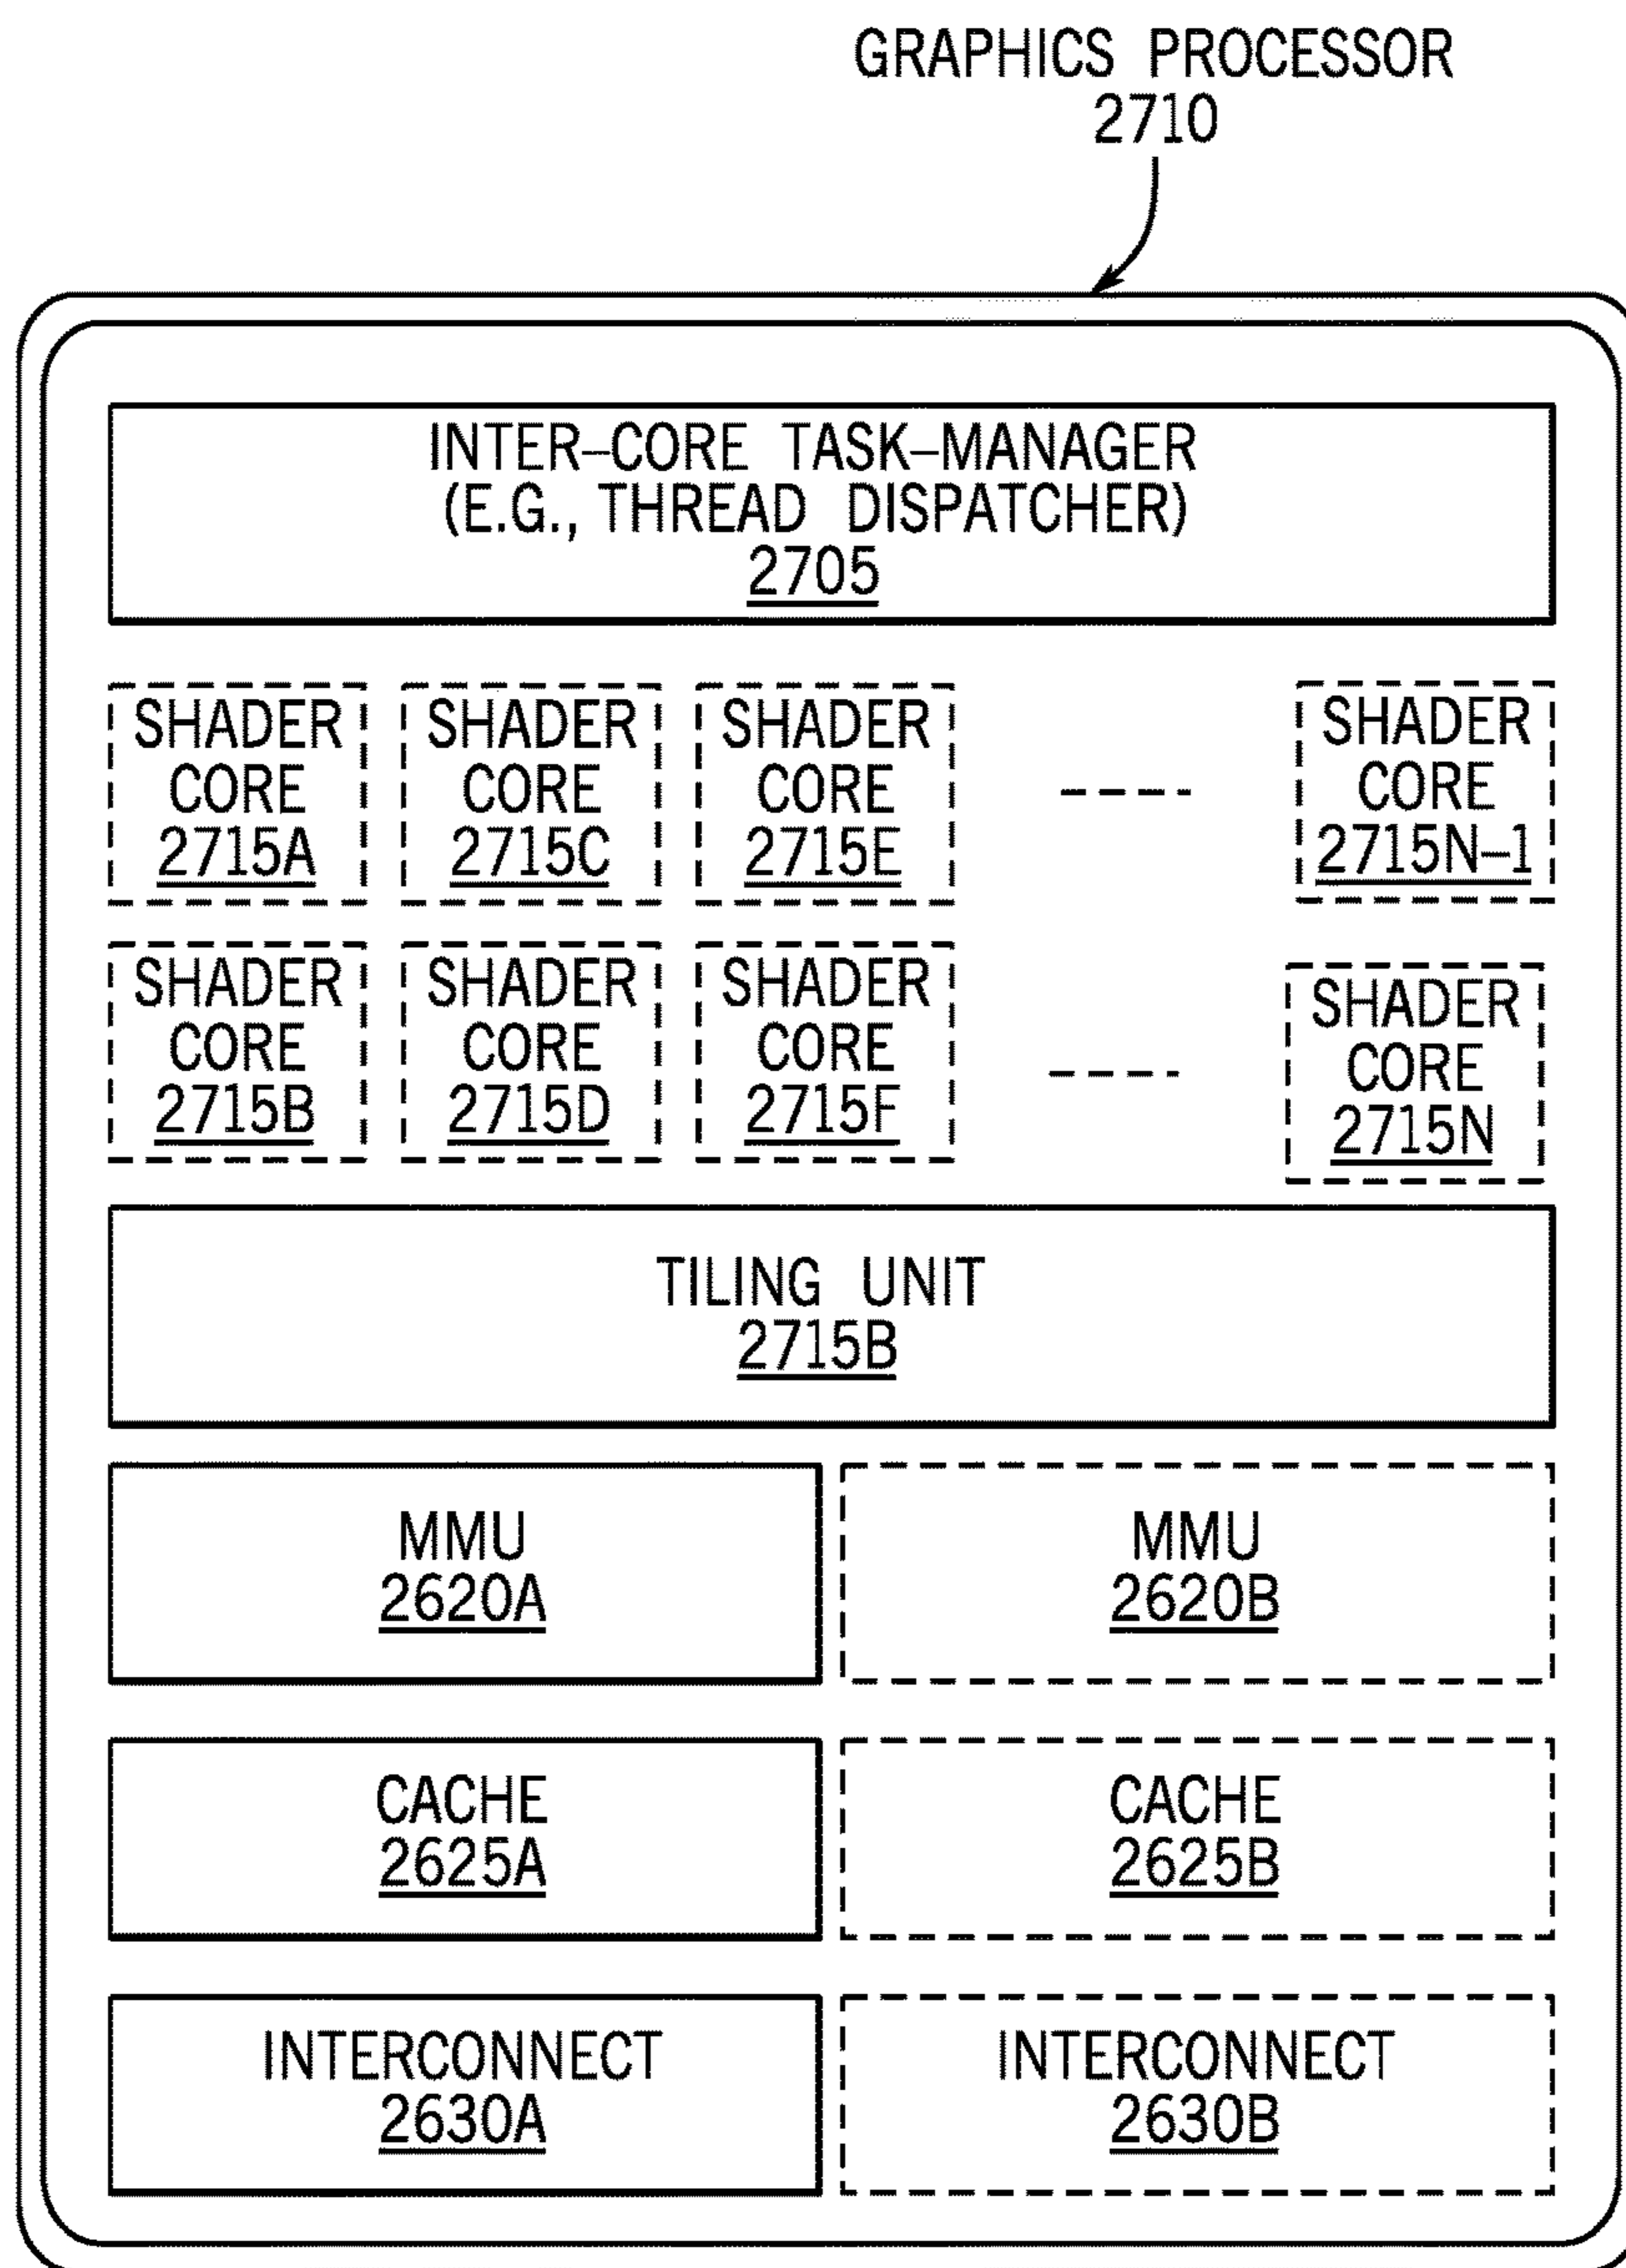 GRAPHICS PROCESSOR
2710
INTER-CORE TASK-MANAGER
(E.G., THREAD DISPATCHER)
2705
SHADER
CORE
2715A
SHADER
CORE
2715C
SHADER
CORE
2715E
SHADER
CORE
2715N-1
SHADER
CORE
2715B
SHADER
CORE
2715D
SHADER
CORE
2715F
SHADER
CORE
2715N
TILING UNIT
2715B
MMU
2620A
MMU
2620B
CACHE
2625A
CACHE
2625B
INTERCONNECT
2630A
INTERCONNECT
2630B